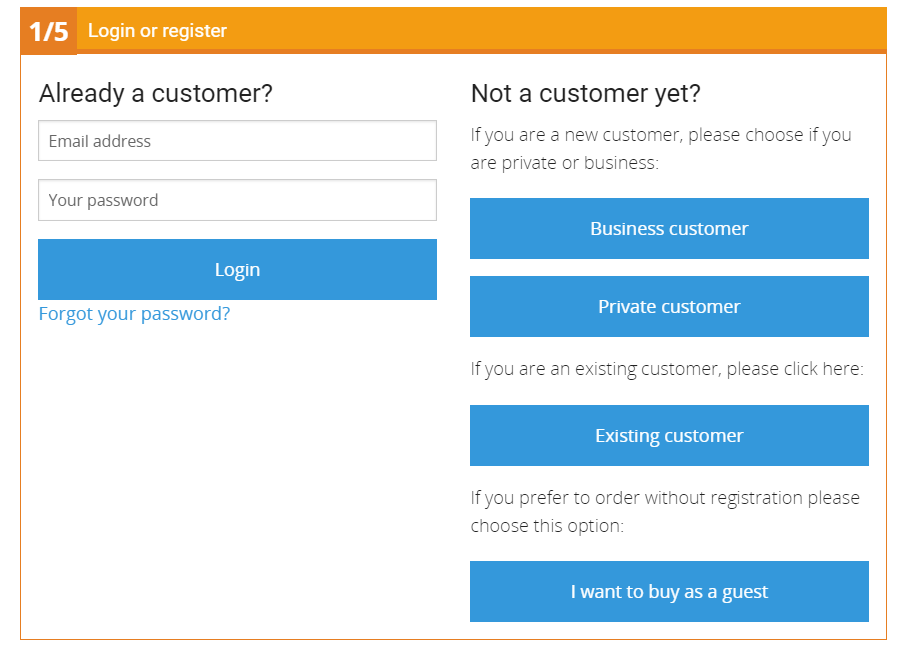 1/5 Login or register
Already a customer?
Email address
Your password
Login
Forgot your password?
Not a customer yet?
If you are a new customer, please choose if you
are private or business:
Business customer
Private customer
If you are an existing customer, please click here:
Existing customer
If you prefer to order without registration please
choose this option:
I want to buy as a guest